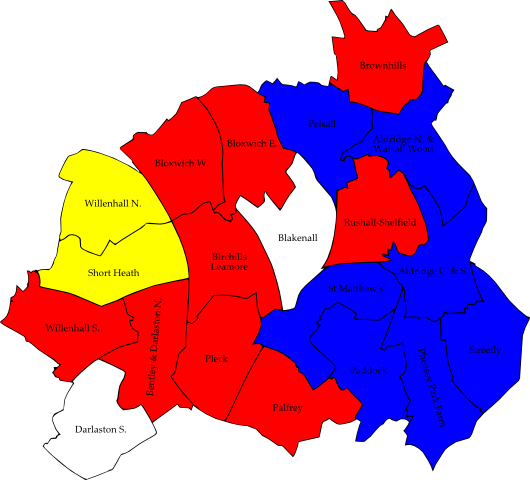 Brownhills
Pelsall
Aldridge N. &
Walsall Wood
Bloxwich E.
Bloxwich W.
Willenhall N.
Rushall-Shelfield
Blakenall
Birchills
Leamore
Short Heath
Aldridge C. & S.
St Matthew's
Willenhall S.
Bentley & Darlaston N.
Pleck
Paddock
Pheasey Park Farm
Streetly
Palfrey
Darlaston S.